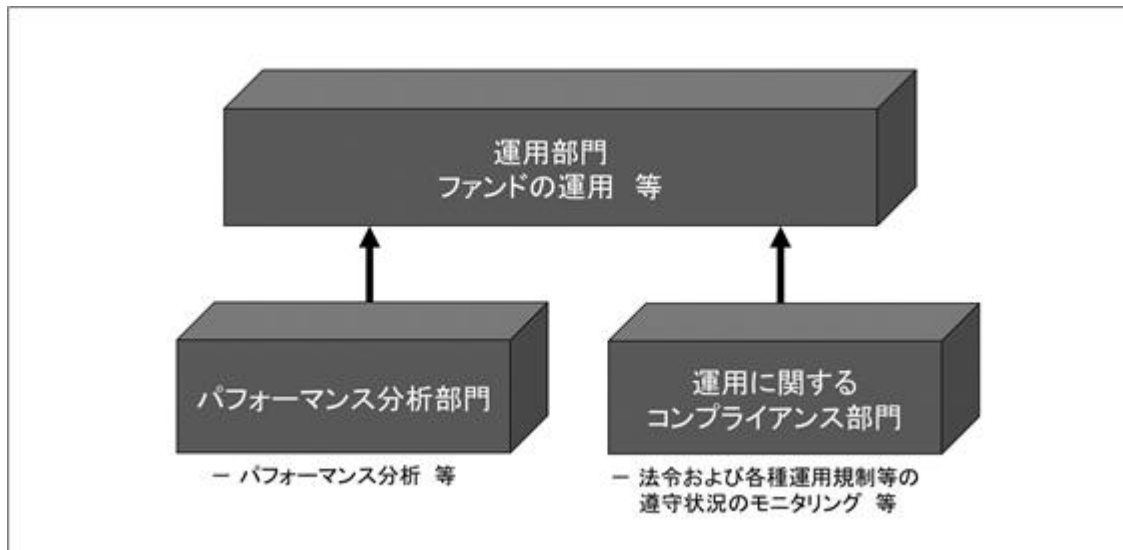 運用部門
ファンドの運用 等
パフォーマンス分析部門
運用に関する
コンプライアンス部門
－ パフォーマンス分析 等
－ 法令および各種運用規制等の
遵守状況のモニタリング 等